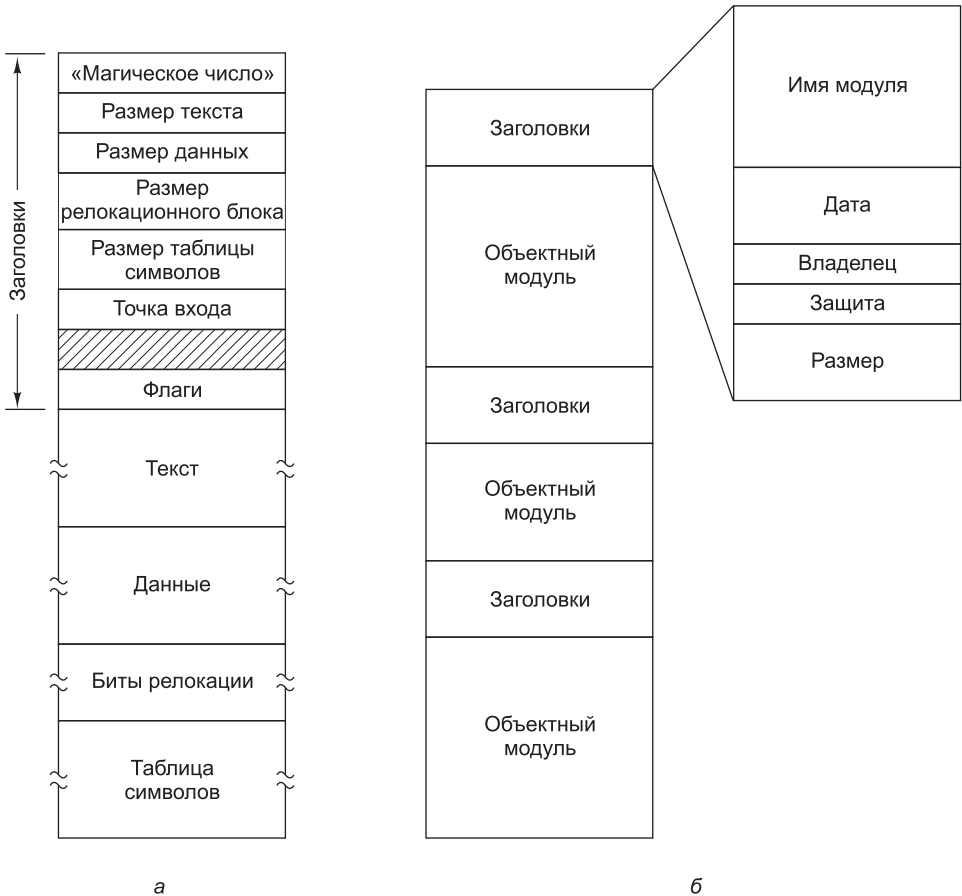 «Магическое число»
Размер текста
Размер данных
Размер
релокационного блока
Размер таблицы
символов
Точка входа
Флаги
Заголовки
Текст
Данные
Биты релокации
Таблица
символов
а
Заголовки
Объектный
модуль
Заголовки
Объектный
модуль
Заголовки
Объектный
модуль
Имя модуля
Дата
Владелец
Защита
Размер
б